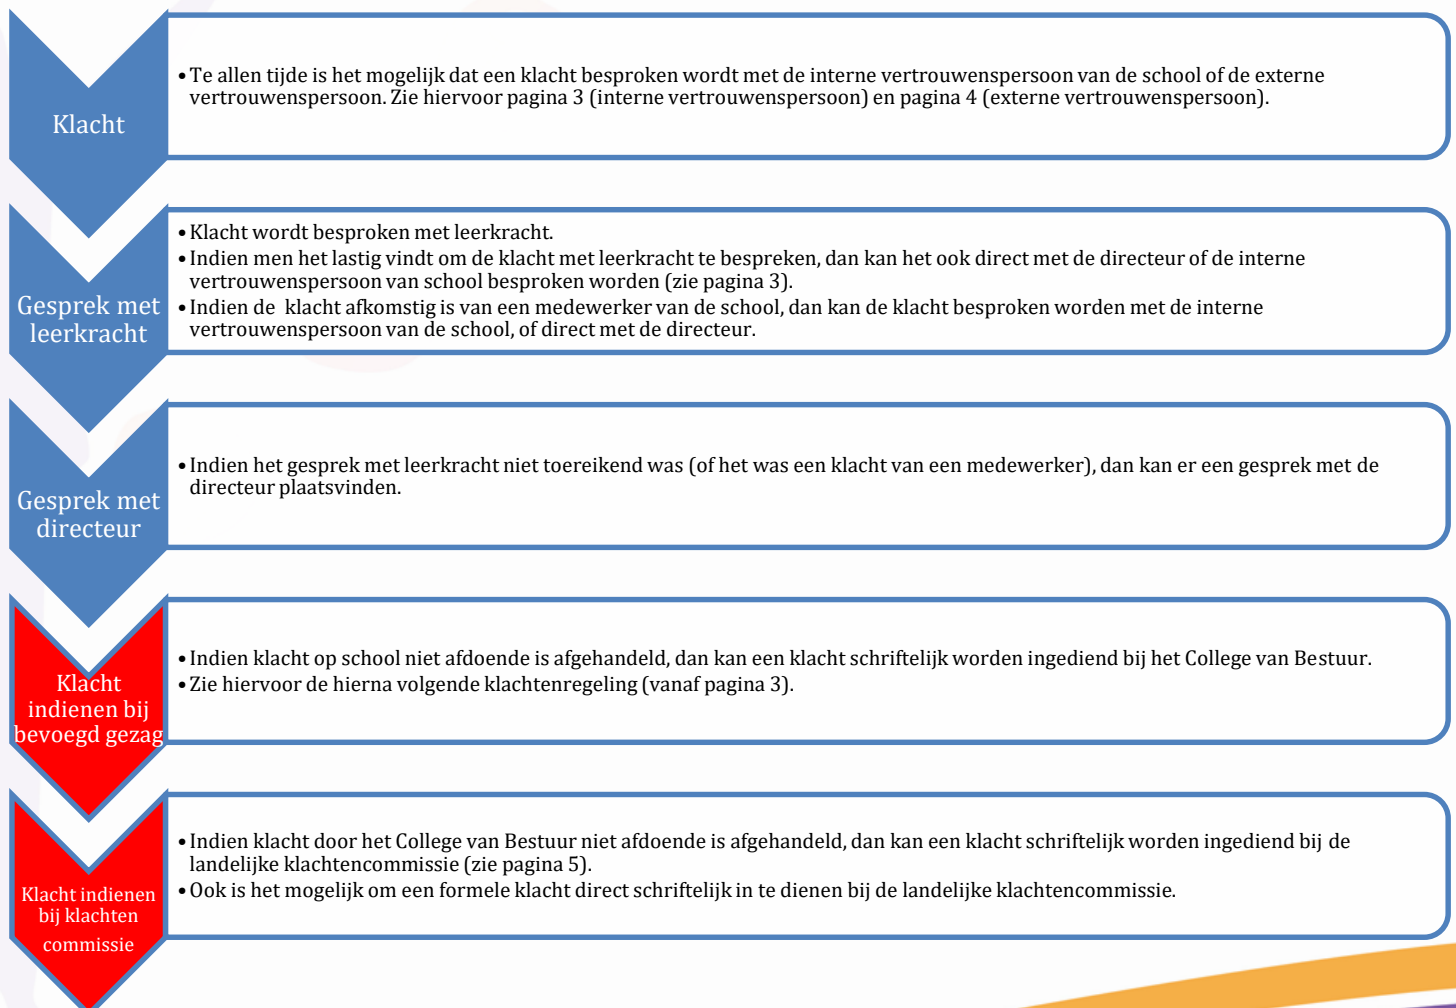 Klacht
•Te allen tijde is het mogelijk dat een klacht besproken wordt met de interne vertrouwenspersoon van de school of de externe
vertrouwenspersoon. Zie hiervoor pagina 3 (interne vertrouwenspersoon) en pagina 4 (externe vertrouwenspersoon).
Gesprek met
leerkracht
•Klacht wordt besproken met leerkracht.
•Indien men het lastig vindt om de klacht met leerkracht te bespreken, dan kan het ook direct met de directeur of de interne
vertrouwenspersoon van school besproken worden (zie pagina 3).
•Indien de klacht afkomstig is van een medewerker van de school, dan kan de klacht besproken worden met de interne
vertrouwenspersoon van de school, of direct met de directeur.
Gesprek met
directeur
•Indien het gesprek met leerkracht niet toereikend was (of het was een klacht van een medewerker), dan kan er een gesprek met de
directeur plaatsvinden.
Klacht
indienen bij
bevoegd gezag
•Indien klacht op school niet afdoende is afgehandeld, dan kan een klacht schriftelijk worden ingediend bij het College van Bestuur.
•Zie hiervoor de hierna volgende klachtenregeling (vanaf pagina 3).
Klacht indienen
bij klachten
commissie
•Indien klacht door het College van Bestuur niet afdoende is afgehandeld, dan kan een klacht schriftelijk worden ingediend bij de
landelijke klachtencommissie (zie pagina 5).
•Ook is het mogelijk om een formele klacht direct schriftelijk in te dienen bij de landelijke klachtencommissie.